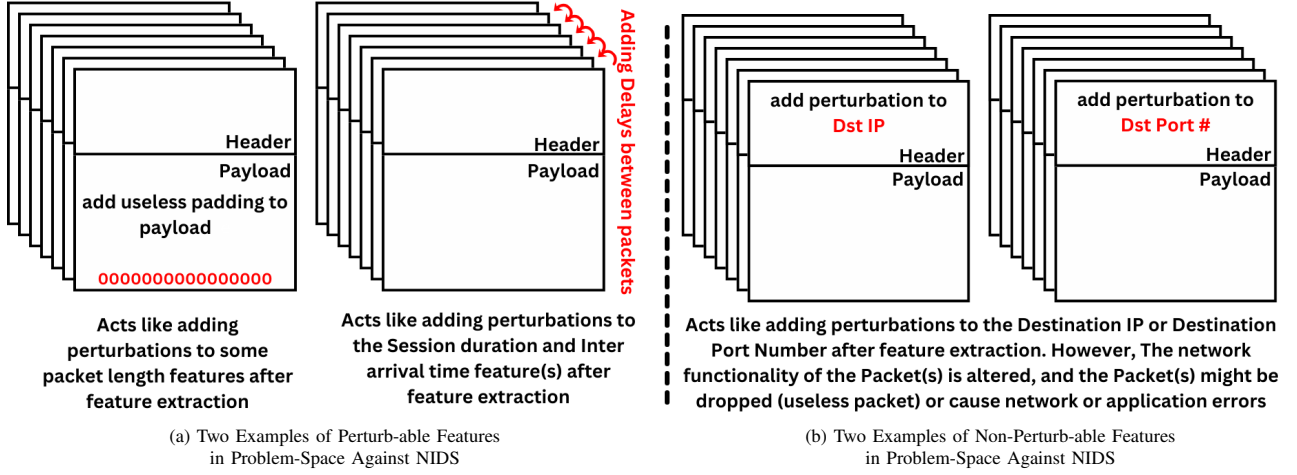 Header
Payload
add useless padding to
payload
0000000000000000
Acts like adding
perturbations to some
packet length features after
feature extraction
Header
Payload
Adding Delays between packets
Acts like adding perturbations to
the Session duration and Inter
arrival time feature(s) after
feature extraction
(a) Two Examples of Perturb-able Features
in Problem-Space Against NIDS
add perturbation to
Dst IP
Header
Payload
add perturbation to
Dst Port #
Header
Payload
Acts like adding perturbations to the Destination IP or Destination
Port Number after feature extraction. However, The network
functionality of the Packet(s) is altered, and the Packet(s) might be
dropped (useless packet) or cause network or application errors
(b) Two Examples of Non-Perturb-able Features
in Problem-Space Against NIDS